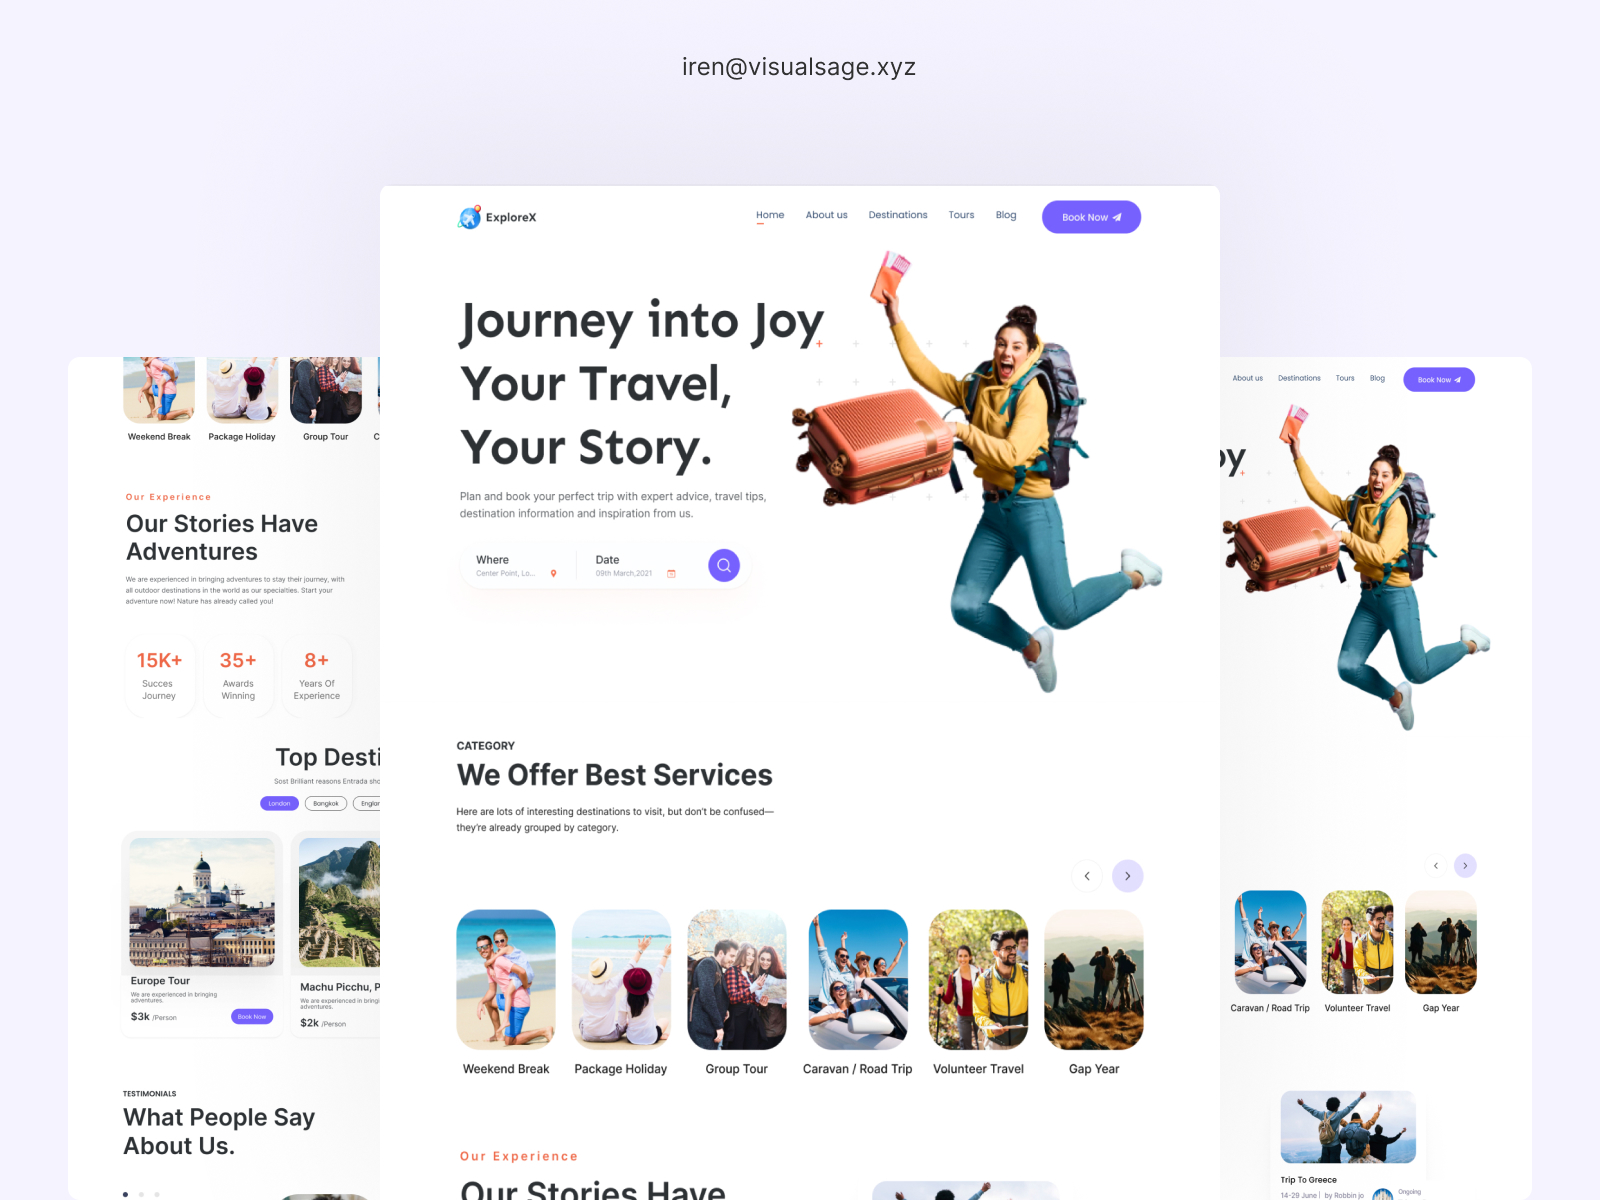 iren@visualsage.xyz
ExploreX
Home
About us
Destinations
Tours
Blog
Book Now
Journey into Joy
Your Travel,
Your Story.
Plan and book your perfect trip with expert advice, travel tips,
destination information and inspiration from us.
Where
Center Point, Lo...
Date
09th March,2021
CATEGORY
We Offer Best Services
Here are lots of interesting destinations to visit, but don't be confused—
they're already grouped by category.
Weekend Break
Package Holiday
Group Tour
Caravan / Road Trip
Volunteer Travel
Gap Year
Our Experience
Our Stories Have
Weekend Break
Package Holiday
Group Tour
C
Our Experience
Our Stories Have
Adventures
We are experienced in bringing adventures to stay their journey, with
all outdoor destinations in the world as our specialties. Start your
adventure now! Nature has already called you!
15K+
Succes
Journey
35+
Awards
Winning
8+
Years Of
Experience
Top Desti
Sost Brilliant reasons Entrada sho
London
Bangkok
Englan
Europe Tour
We are experienced in bringing
adventures.
$3k /Person
Book Now
Machu Picchu, P
We are experienced in bringi
adventures.
$2k /Person
TESTIMONIALS
What People Say
About Us.
About us
Destinations
Tours
Blog
Book Now
oy
Caravan / Road Trip
Volunteer Travel
Gap Year
Trip To Greece
14-29 June | by Robbin jo
Ongoing